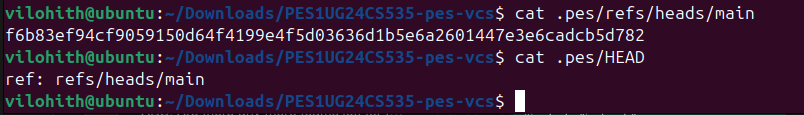 vilohith@ubuntu:~/Downloads/PES1UG24CS535-pes-vcs$ cat .pes/refs/heads/main
f6b83ef94cf9059150d64f4199e4f5d03636d1b5e6a2601447e3e6cadcb5d782
vilohith@ubuntu:~/Downloads/PES1UG24CS535-pes-vcs$ cat .pes/HEAD
ref: refs/heads/main
vilohith@ubuntu:~/Downloads/PES1UG24CS535-pes-vcs$